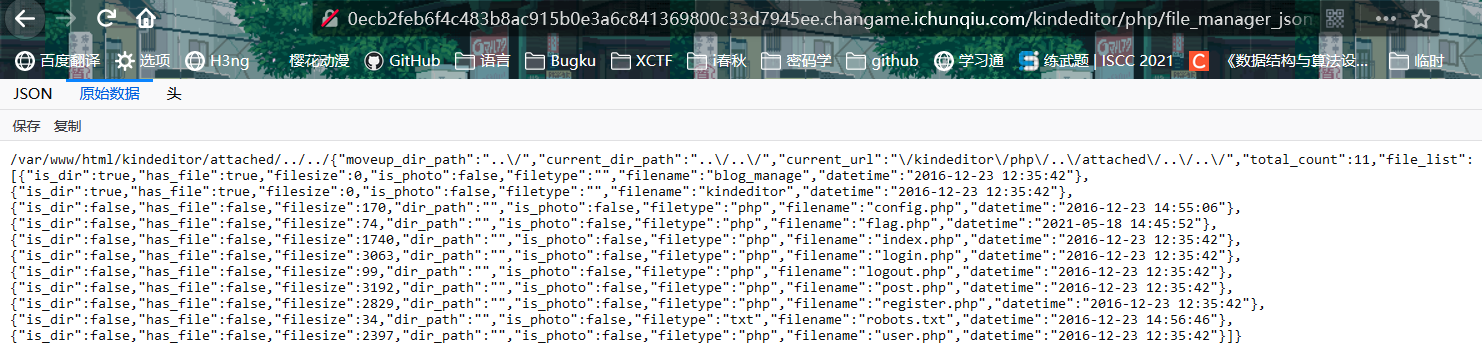 0ecb2feb6f4c483b8ac915b0e3a6c841369800c33d7945ee.changame.ichunqiu.com/kindeditor/php/file_manager_json
百度翻译 选项 H3ng 樱花动漫 GitHub 语言 Bugku XCTF i春秋 密码学 github 学习通 练武题 | ISCC 2021 C 《数据结构与算法设... 临时
JSON 原始数据 头
保存 复制
/var/www/html/kindeditor/attached/../../{"moveup_dir_path":"..\/","current_dir_path":"..\/..\/","current_url":"\/kindeditor\/php\/..\/attached\/..\/..\/","total_count":11,"file_list":
[{"is_dir":true,"has_file":true,"filesize":0,"is_photo":false,"filetype":"","filename":"blog_manage","datetime":"2016-12-23 12:35:42"},
{"is_dir":true,"has_file":true,"filesize":0,"is_photo":false,"filetype":"","filename":"kindeditor","datetime":"2016-12-23 12:35:42"},
{"is_dir":false,"has_file":false,"filesize":170,"dir_path":"","is_photo":false,"filetype":"php","filename":"config.php","datetime":"2016-12-23 14:55:06"},
{"is_dir":false,"has_file":false,"filesize":74,"dir_path":"","is_photo":false,"filetype":"php","filename":"flag.php","datetime":"2021-05-18 14:45:52"},
{"is_dir":false,"has_file":false,"filesize":1740,"dir_path":"","is_photo":false,"filetype":"php","filename":"index.php","datetime":"2016-12-23 12:35:42"},
{"is_dir":false,"has_file":false,"filesize":3063,"dir_path":"","is_photo":false,"filetype":"php","filename":"login.php","datetime":"2016-12-23 12:35:42"},
{"is_dir":false,"has_file":false,"filesize":99,"dir_path":"","is_photo":false,"filetype":"php","filename":"logout.php","datetime":"2016-12-23 12:35:42"},
{"is_dir":false,"has_file":false,"filesize":3192,"dir_path":"","is_photo":false,"filetype":"php","filename":"post.php","datetime":"2016-12-23 12:35:42"},
{"is_dir":false,"has_file":false,"filesize":2829,"dir_path":"","is_photo":false,"filetype":"php","filename":"register.php","datetime":"2016-12-23 12:35:42"},
{"is_dir":false,"has_file":false,"filesize":34,"dir_path":"","is_photo":false,"filetype":"txt","filename":"robots.txt","datetime":"2016-12-23 14:56:46"},
{"is_dir":false,"has_file":false,"filesize":2397,"dir_path":"","is_photo":false,"filetype":"php","filename":"user.php","datetime":"2016-12-23 12:35:42"}]}